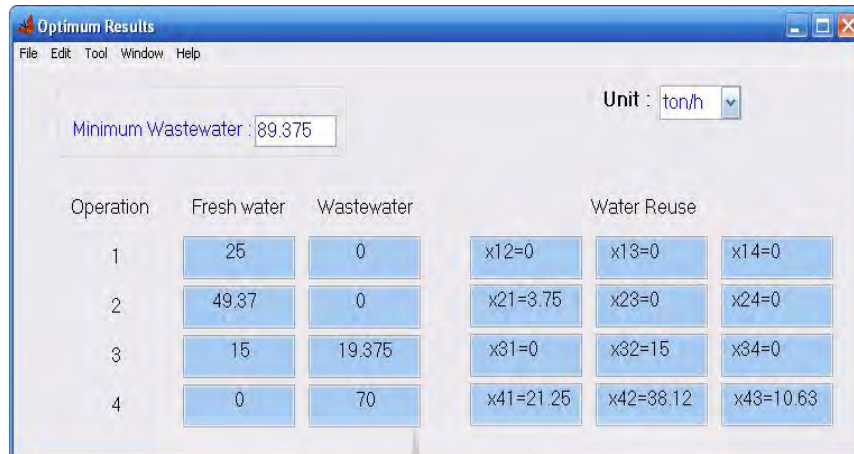 Optimum Results
File Edit Tool Window Help
Unit : ton/h
Minimum Wastewater : 89.375
Operation Fresh water Wastewater Water Reuse
1 25 0 x12=0 x13=0 x14=0
2 49.37 0 x21=3.75 x23=0 x24=0
3 15 19.375 x31=0 x32=15 x34=0
4 0 70 x41=21.25 x42=38.12 x43=10.63